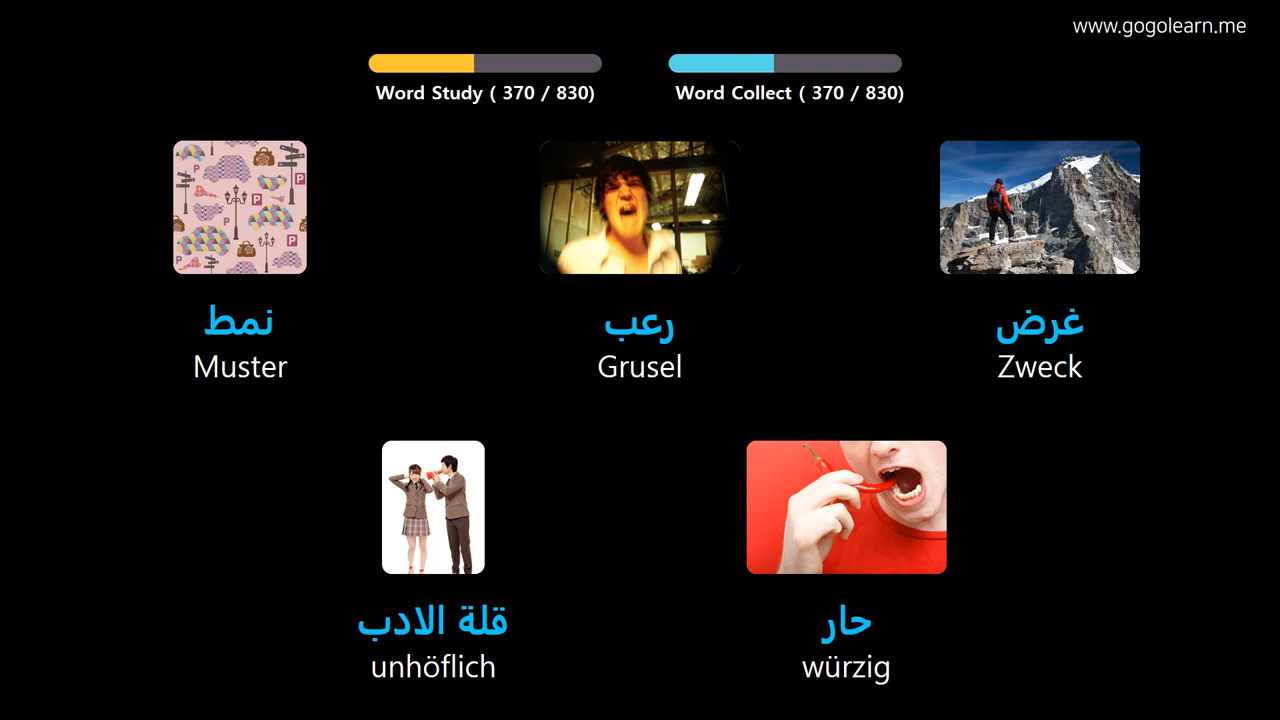 www.gogolearn.me
Word Study ( 370 / 830)
Word Collect ( 370 / 830)
نمط
Muster
رعب
Grusel
غرض
Zweck
قلة الادب
unhöflich
حار
würzig